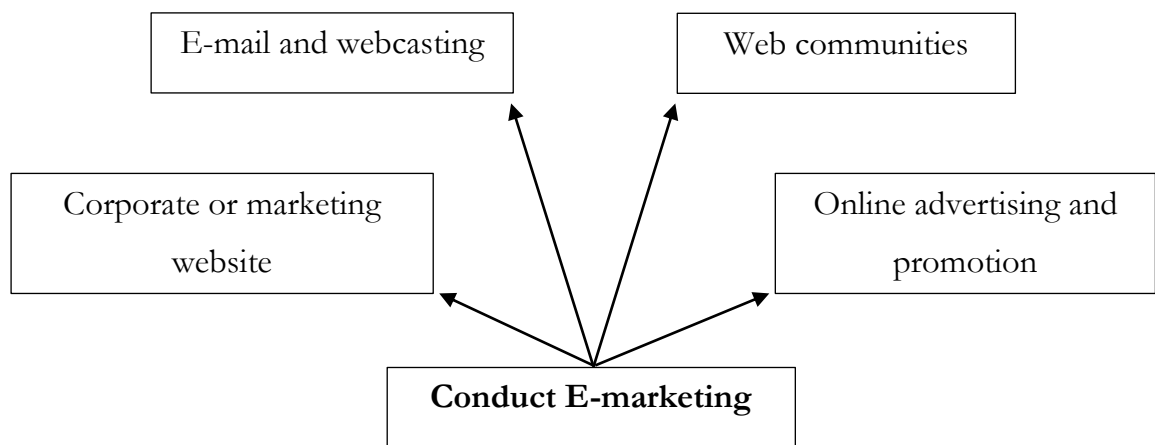 E-mail and webcasting
Web communities
Corporate or marketing
website
Online advertising and
promotion
Conduct E-marketing